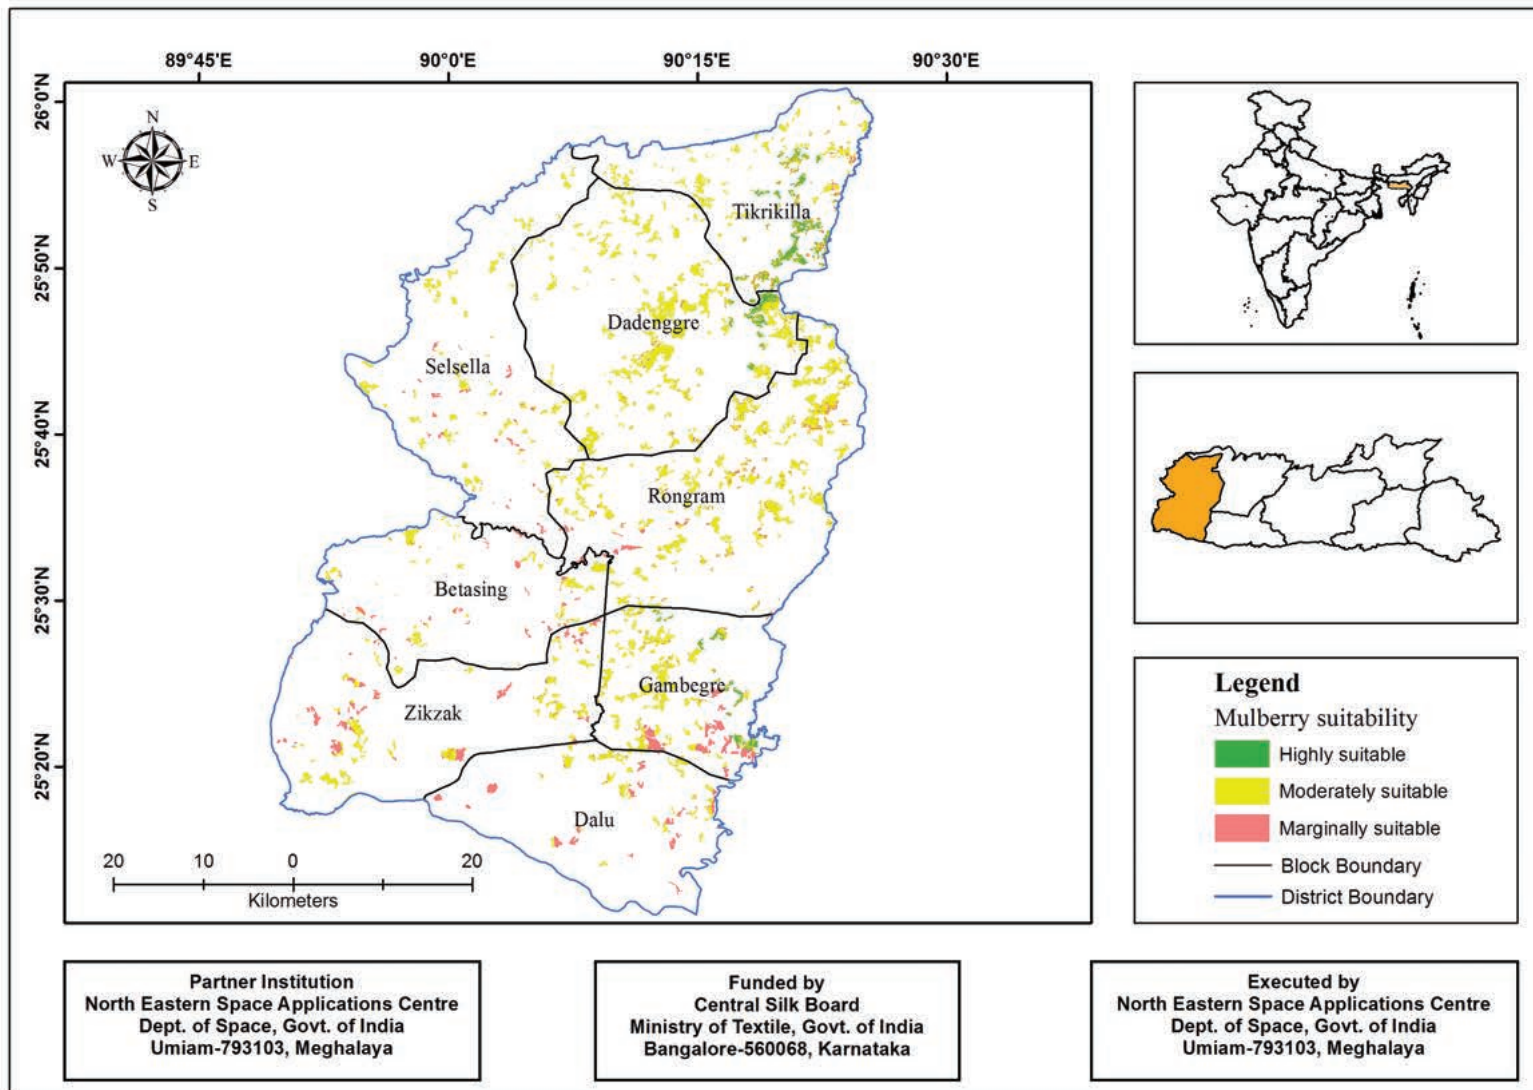 89°45'E
90°0'E
90°15'E
90°30'E
26°0'N
25°50'N
25°40'N
25°30'N
25°20'N
N
W
E
S
Tikrikilla
Dadenggre
Selsella
Rongram
Betasing
Gambegre
Zikzak
Dalu
20
10
0
20
Kilometers
Legend
Mulberry suitability
Highly suitable
Moderately suitable
Marginally suitable
Block Boundary
District Boundary
Partner Institution
North Eastern Space Applications Centre
Dept. of Space, Govt. of India
Umiam-793103, Meghalaya
Funded by
Central Silk Board
Ministry of Textile, Govt. of India
Bangalore-560068, Karnataka
Executed by
North Eastern Space Applications Centre
Dept. of Space, Govt. of India
Umiam-793103, Meghalaya